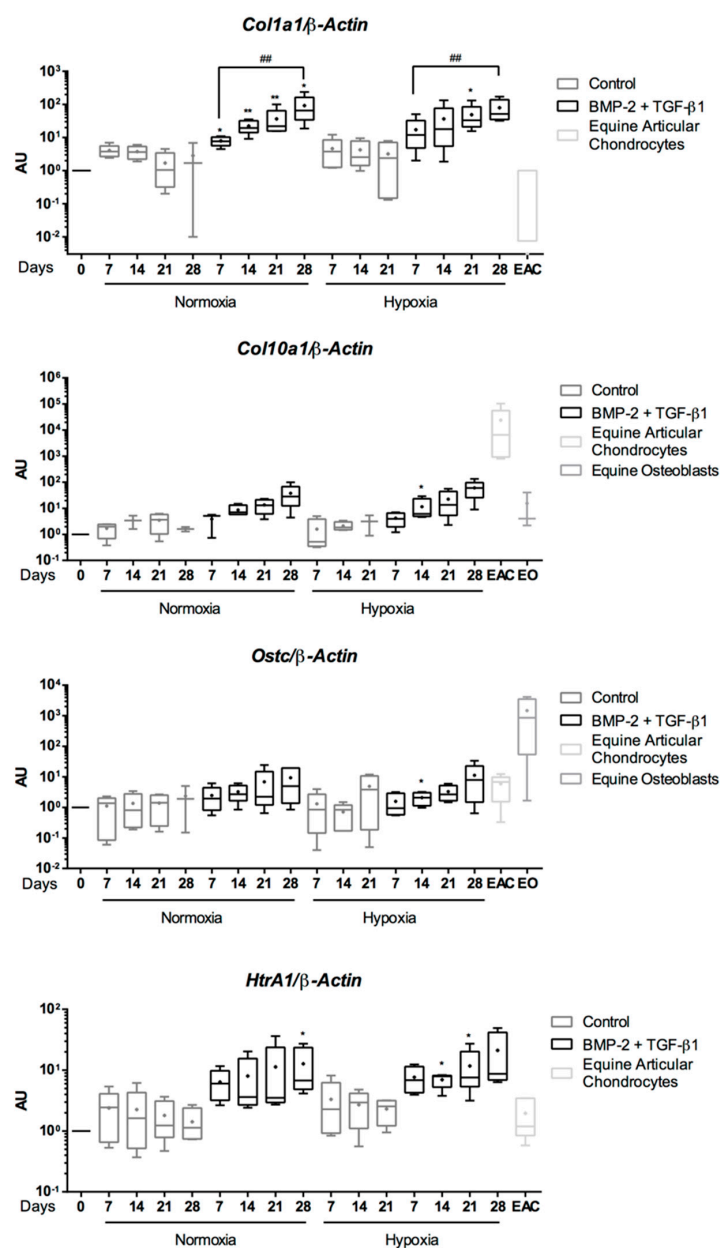 Col1a1/β-Actin
##
##
* ** ** * *
10³
10²
10¹
10⁰
10⁻¹
10⁻²
AU
Control
BMP-2 + TGF-β1
Equine Articular
Chondrocytes
Days 0 7 14 21 28 7 14 21 28 7 14 21 7 14 21 28 EAC
Normoxia Hypoxia
Col10a1/β-Actin
10⁶
10⁵
10⁴
10³
10²
10¹
10⁰
10⁻¹
AU
*
Control
BMP-2 + TGF-β1
Equine Articular
Chondrocytes
Equine Osteoblasts
Days 0 7 14 21 28 7 14 21 28 7 14 21 7 14 21 28 EAC EO
Normoxia Hypoxia
Ostc/β-Actin
10⁴
10³
10²
10¹
10⁰
10⁻¹
10⁻²
AU
*
Control
BMP-2 + TGF-β1
Equine Articular
Chondrocytes
Equine Osteoblasts
Days 0 7 14 21 28 7 14 21 28 7 14 21 7 14 21 28 EAC EO
Normoxia Hypoxia
HtrA1/β-Actin
10²
10¹
10⁰
10⁻¹
AU
* * *
Control
BMP-2 + TGF-β1
Equine Articular
Chondrocytes
Days 0 7 14 21 28 7 14 21 28 7 14 21 7 14 21 28 EAC
Normoxia Hypoxia